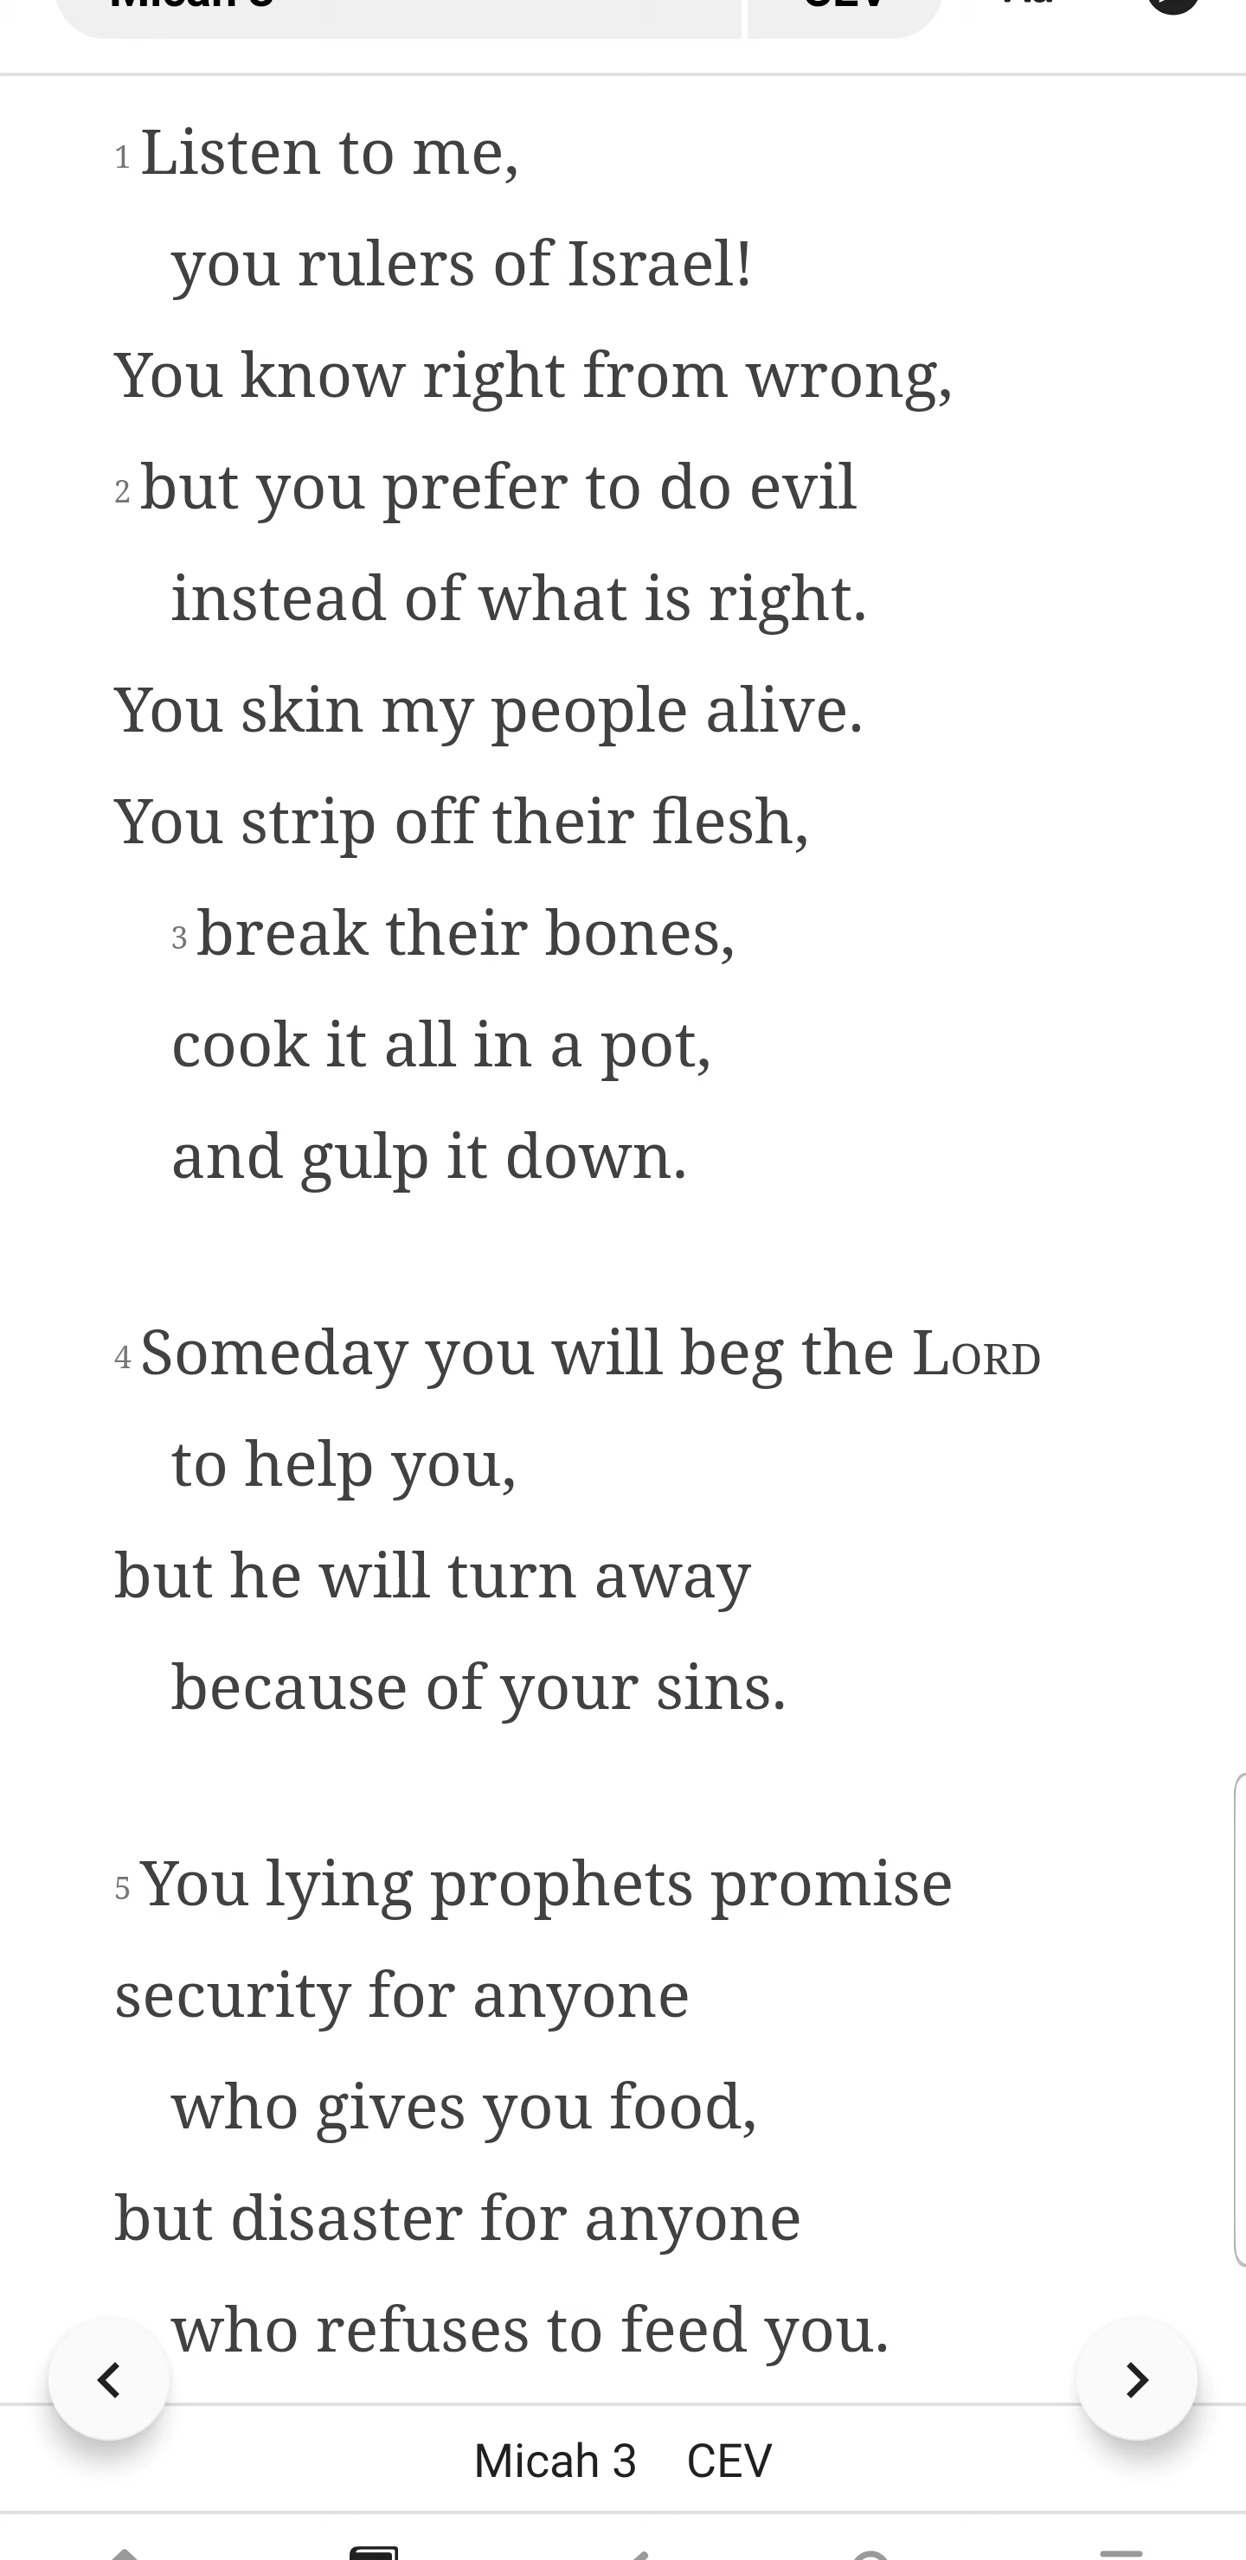 Micah 3 CEV Aa
1 Listen to me,
you rulers of Israel!
You know right from wrong,
2 but you prefer to do evil
instead of what is right.
You skin my people alive.
You strip off their flesh,
3 break their bones,
cook it all in a pot,
and gulp it down.
4 Someday you will beg the LORD
to help you,
but he will turn away
because of your sins.
5 You lying prophets promise
security for anyone
who gives you food,
but disaster for anyone
who refuses to feed you.
Micah 3 CEV